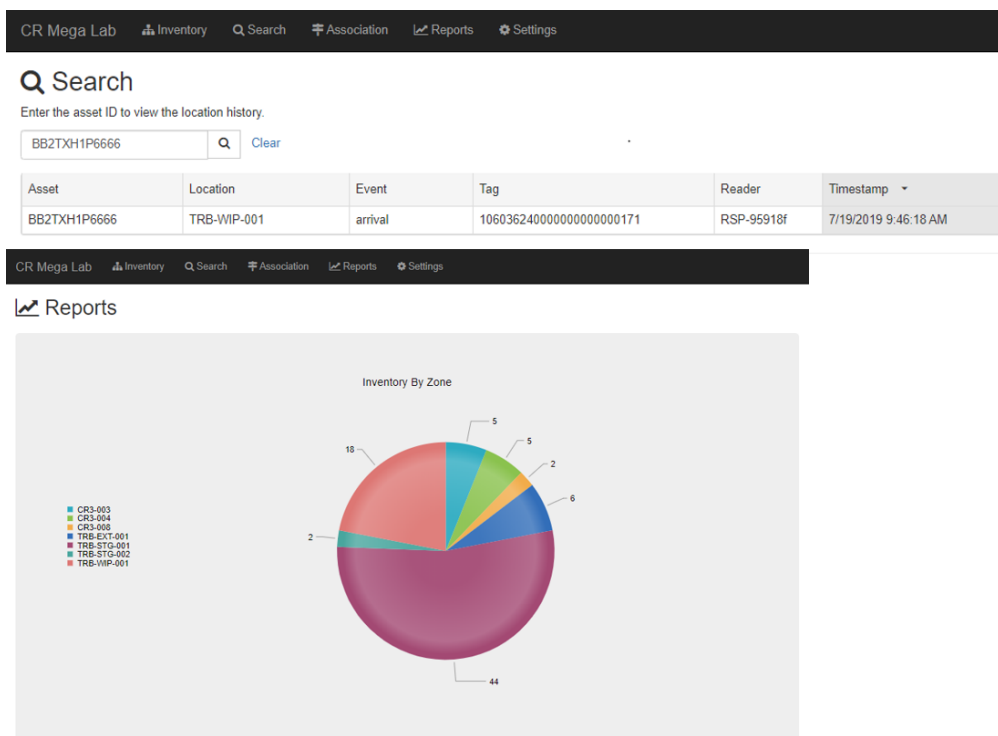 CR Mega Lab Inventory Search Association Reports Settings
Search
Enter the asset ID to view the location history.
BB2TXH1P6666 Clear
Asset Location Event Tag Reader Timestamp
BB2TXH1P6666 TRB-WIP-001 arrival 106036240000000000000171 RSP-95918f 7/19/2019 9:46:18 AM
CR Mega Lab Inventory Search Association Reports Settings
Reports
Inventory By Zone
5
5
2
6
44
2
18
CR3-003
CR3-004
CR3-008
TRB-EXT-001
TRB-STG-001
TRB-STG-002
TRB-WIP-001